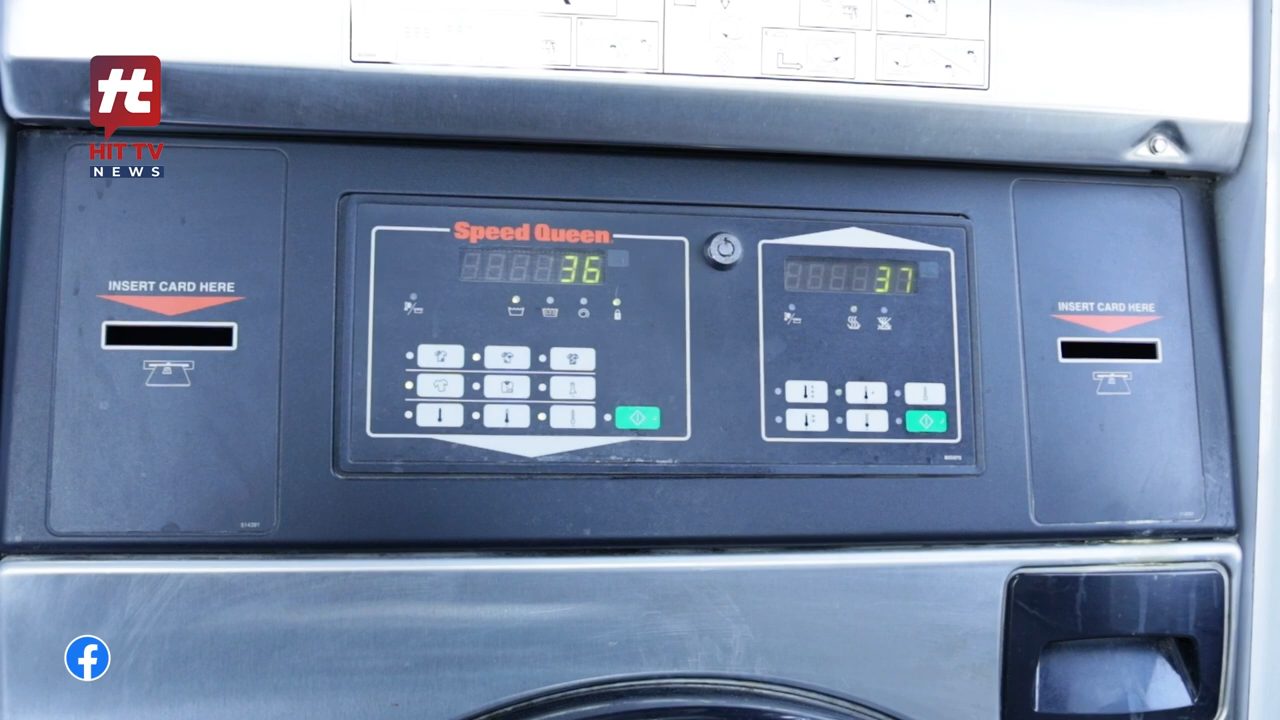 HIT TV
NEWS
INSERT CARD HERE
Speed Queen
36
37
INSERT CARD HERE